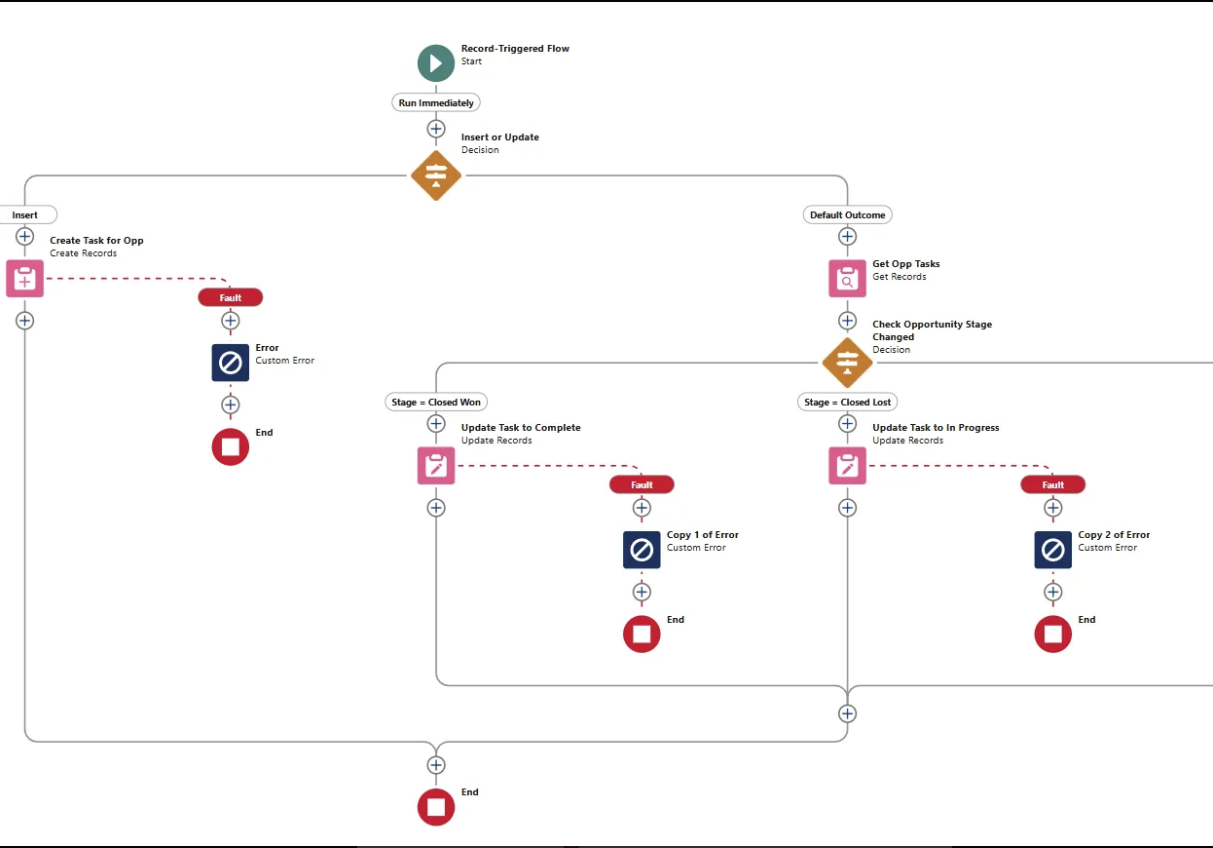 Record-Triggered Flow
Start
Run Immediately
Insert or Update
Decision
Insert
Default Outcome
Create Task for Opp
Create Records
Get Opp Tasks
Get Records
Fault
Check Opportunity Stage
Changed
Decision
Error
Custom Error
Stage = Closed Won
Stage = Closed Lost
End
Update Task to Complete
Update Records
Update Task to In Progress
Update Records
Fault
Fault
Copy 1 of Error
Custom Error
Copy 2 of Error
Custom Error
End
End
End